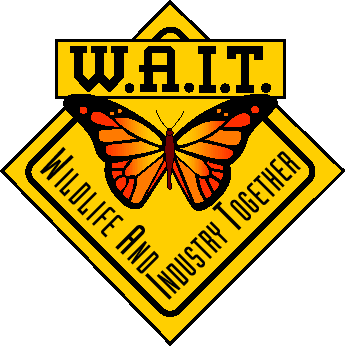 W.A.I.T.
Wildlife And
Industry Together